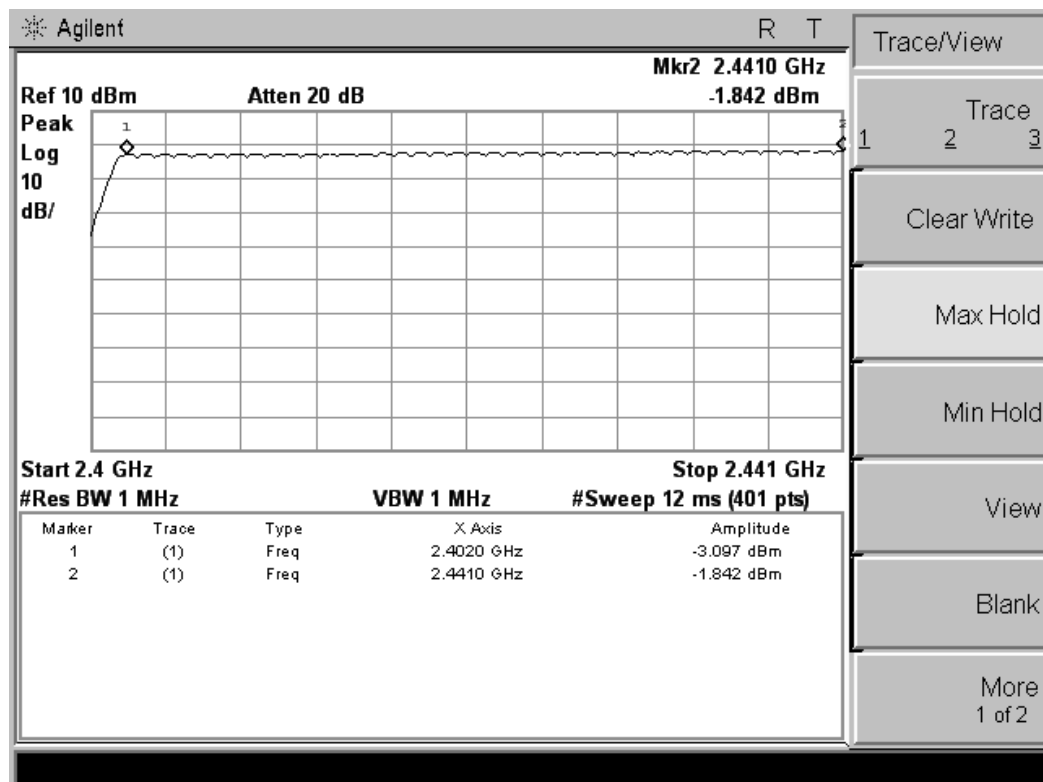 Agilent R T
Mkr2 2.4410 GHz
Ref 10 dBm Atten 20 dB -1.842 dBm
Peak
Log
10
dB/
1
2
Start 2.4 GHz Stop 2.441 GHz
#Res BW 1 MHz VBW 1 MHz #Sweep 12 ms (401 pts)
Marker Trace Type X Axis Amplitude
1 (1) Freq 2.4020 GHz -3.097 dBm
2 (1) Freq 2.4410 GHz -1.842 dBm
Trace/View
Trace
1 2 3
Clear Write
Max Hold
Min Hold
View
Blank
More
1 of 2